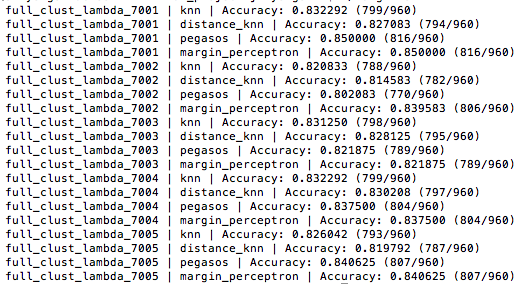 full_clust_lambda_7001 | knn | Accuracy: 0.832292 (799/960)
full_clust_lambda_7001 | distance_knn | Accuracy: 0.827083 (794/960)
full_clust_lambda_7001 | pegasos | Accuracy: 0.850000 (816/960)
full_clust_lambda_7001 | margin_perceptron | Accuracy: 0.850000 (816/960)
full_clust_lambda_7002 | knn | Accuracy: 0.820833 (788/960)
full_clust_lambda_7002 | distance_knn | Accuracy: 0.814583 (782/960)
full_clust_lambda_7002 | pegasos | Accuracy: 0.802083 (770/960)
full_clust_lambda_7002 | margin_perceptron | Accuracy: 0.839583 (806/960)
full_clust_lambda_7003 | knn | Accuracy: 0.831250 (798/960)
full_clust_lambda_7003 | distance_knn | Accuracy: 0.828125 (795/960)
full_clust_lambda_7003 | pegasos | Accuracy: 0.821875 (789/960)
full_clust_lambda_7003 | margin_perceptron | Accuracy: 0.821875 (789/960)
full_clust_lambda_7004 | knn | Accuracy: 0.832292 (799/960)
full_clust_lambda_7004 | distance_knn | Accuracy: 0.830208 (797/960)
full_clust_lambda_7004 | pegasos | Accuracy: 0.837500 (804/960)
full_clust_lambda_7004 | margin_perceptron | Accuracy: 0.837500 (804/960)
full_clust_lambda_7005 | knn | Accuracy: 0.826042 (793/960)
full_clust_lambda_7005 | distance_knn | Accuracy: 0.819792 (787/960)
full_clust_lambda_7005 | pegasos | Accuracy: 0.840625 (807/960)
full_clust_lambda_7005 | margin_perceptron | Accuracy: 0.840625 (807/960)